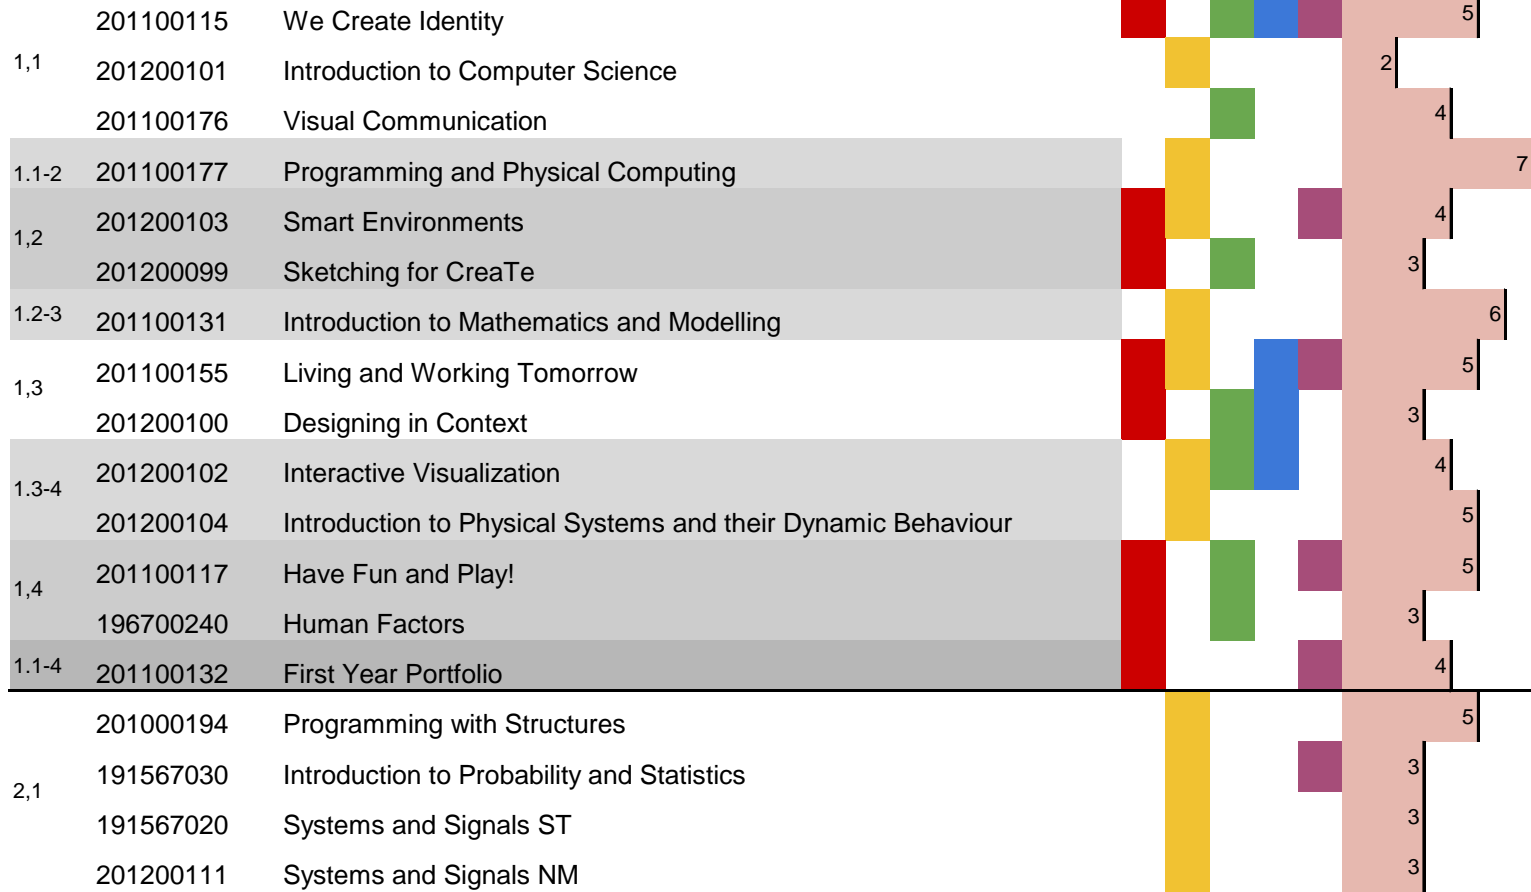 201100115 We Create Identity 5
1,1
201200101 Introduction to Computer Science 2
201100176 Visual Communication 4
1.1-2 201100177 Programming and Physical Computing 7
201200103 Smart Environments 4
1,2
201200099 Sketching for CreaTe 3
1.2-3 201100131 Introduction to Mathematics and Modelling 6
201100155 Living and Working Tomorrow 5
1,3
201200100 Designing in Context 3
201200102 Interactive Visualization 4
1.3-4
201200104 Introduction to Physical Systems and their Dynamic Behaviour 5
201100117 Have Fun and Play! 5
1,4
196700240 Human Factors 3
1.1-4 201100132 First Year Portfolio 4
201000194 Programming with Structures 5
191567030 Introduction to Probability and Statistics 3
2,1
191567020 Systems and Signals ST 3
201200111 Systems and Signals NM 3